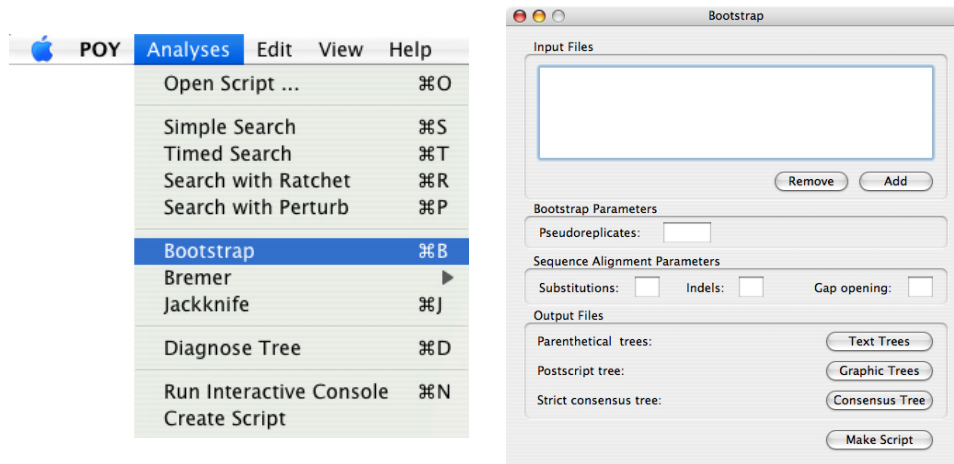 POY Analyses Edit View Help
Open Script ... ⌘O
Simple Search ⌘S
Timed Search ⌘T
Search with Ratchet ⌘R
Search with Perturb ⌘P
Bootstrap ⌘B
Bremer
Jackknife ⌘J
Diagnose Tree ⌘D
Run Interactive Console ⌘N
Create Script
Bootstrap
Input Files
Remove Add
Bootstrap Parameters
Pseudoreplicates:
Sequence Alignment Parameters
Substitutions: Indels: Gap opening:
Output Files
Parenthetical trees: Text Trees
Postscript tree: Graphic Trees
Strict consensus tree: Consensus Tree
Make Script